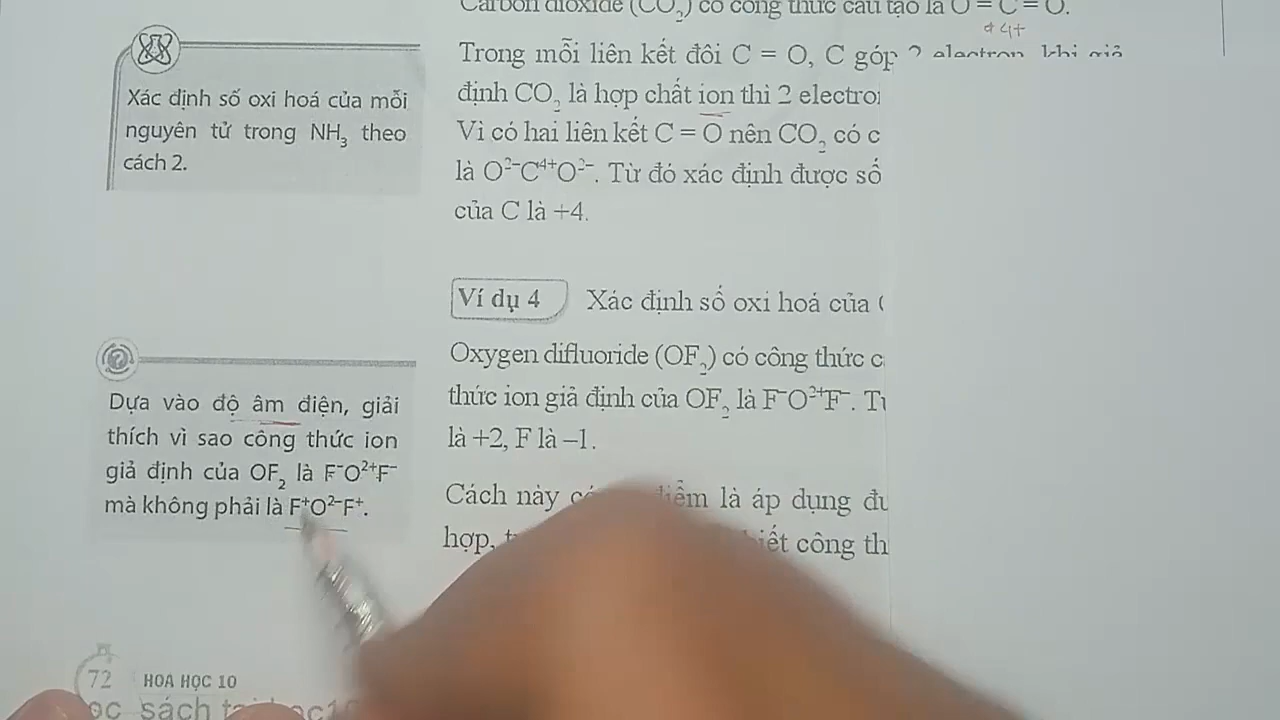 Carbon dioxide (CO₂) có công thức cấu tạo là O = C = O.
+
Trong mỗi liên kết đôi C = O, C góp 2 electron, khi giả
định CO₂ là hợp chất ion thì 2
Vì có hai liên kết C = O nên CO₂ có
là O²⁻C⁴⁺O²⁻. Từ đó xác định được số
của C là +4.
Xác định số oxi hoá của mỗi
nguyên tử trong NH₃ theo
cách 2.
Ví dụ 4 Xác định số oxi hoá của
Oxygen difluoride (OF₂) có công thức
thức ion giả định của OF₂ là F⁻O²⁺F⁻.
là +2, F là –1.
Cách này là áp dụng
hợp, công
Dựa vào độ âm điện, giải
thích vì sao công thức ion
giả định của OF₂ là F⁻O²⁺F⁻
mà không phải là F⁺O²⁻F⁺.
72 HOÁ HỌC 10
sách